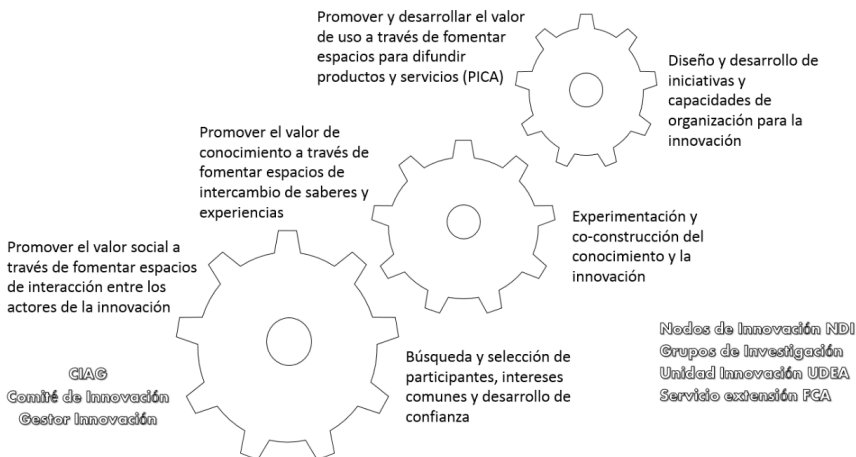 Promover y desarrollar el valor
de uso a través de fomentar
espacios para difundir
productos y servicios (PICA)
Diseño y desarrollo de
iniciativas y
capacidades de
organización para la
innovación
Promover el valor de
conocimiento a través de
fomentar espacios de
intercambio de saberes y
experiencias
Experimentación y
co-construcción del
conocimiento y la
innovación
Promover el valor social a
través de fomentar espacios
de interacción entre los
actores de la innovación
Búsqueda y selección de
participantes, intereses
comunes y desarrollo de
confianza
CIAG
Comité de Innovación
Gestor Innovación
Nodos de Innovación NDI
Grupos de Investigación
Unidad Innovación UDEA
Servicio extensión FCA